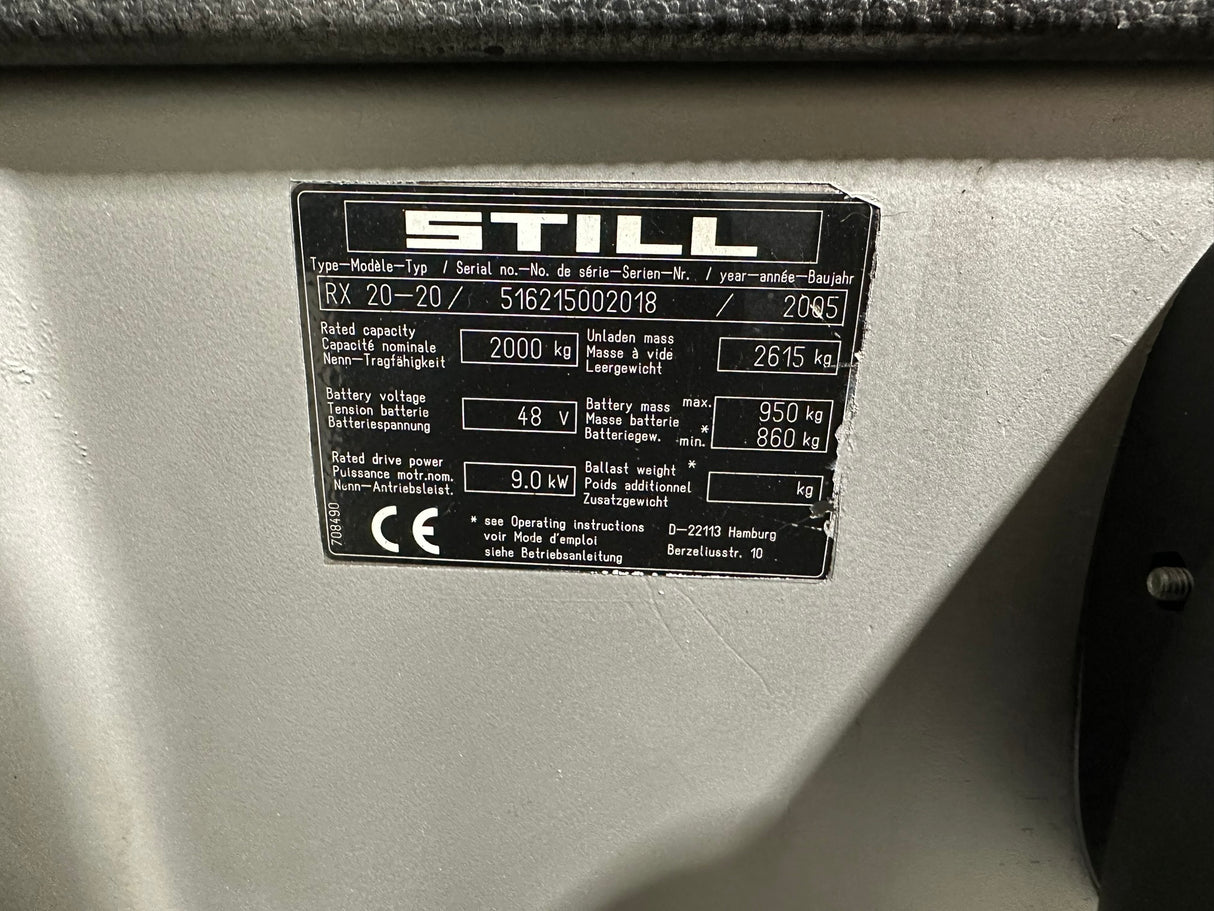 STILL
Type–Modèle–Typ / Serial no.–No. de série–Serien–Nr. / year–année–Baujahr
RX 20–20 / 516215002018 / 2005
Rated capacity
Capacité nominale
Nenn–Tragfähigkeit
2000 kg
Unladen mass
Masse à vide
Leergewicht
2615 kg
Battery voltage
Tension batterie
Batteriespannung
48 V
Battery mass max.
Masse batterie
Batteriegew. * min.
950 kg
860 kg
Rated drive power
Puissance motr.nom.
Nenn–Antriebsleist.
9.0 kW
Ballast weight *
Poids additionnel
Zusatzgewicht
kg
708490
CE
* see Operating instructions
voir Mode d'emploi
siehe Betriebsanleitung
D–22113 Hamburg
Berzeliusstr. 10